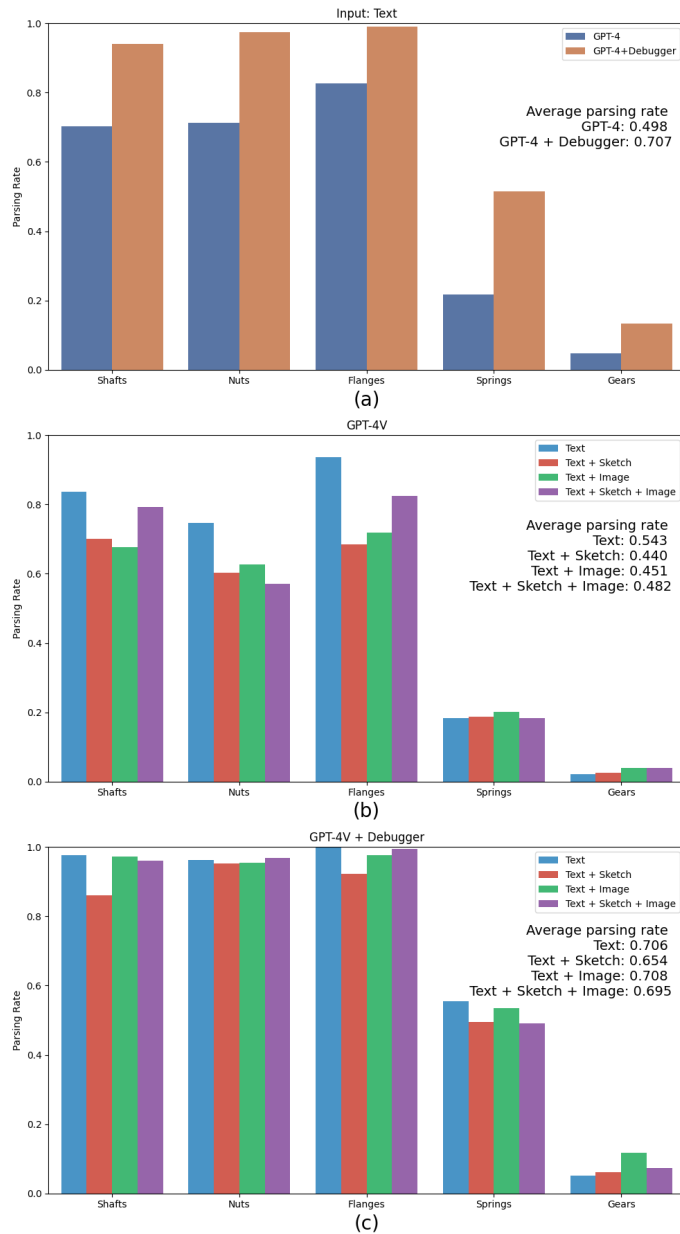 Input: Text
1.0
0.8
0.6
0.4
0.2
0.0
Parsing Rate
GPT-4
GPT-4+Debugger
Average parsing rate
GPT-4: 0.498
GPT-4 + Debugger: 0.707
Shafts Nuts Flanges Springs Gears
(a)
GPT-4V
1.0
0.8
0.6
0.4
0.2
0.0
Parsing Rate
Text
Text + Sketch
Text + Image
Text + Sketch + Image
Average parsing rate
Text: 0.543
Text + Sketch: 0.440
Text + Image: 0.451
Text + Sketch + Image: 0.482
Shafts Nuts Flanges Springs Gears
(b)
GPT-4V + Debugger
1.0
0.8
0.6
0.4
0.2
0.0
Parsing Rate
Text
Text + Sketch
Text + Image
Text + Sketch + Image
Average parsing rate
Text: 0.706
Text + Sketch: 0.654
Text + Image: 0.708
Text + Sketch + Image: 0.695
Shafts Nuts Flanges Springs Gears
(c)